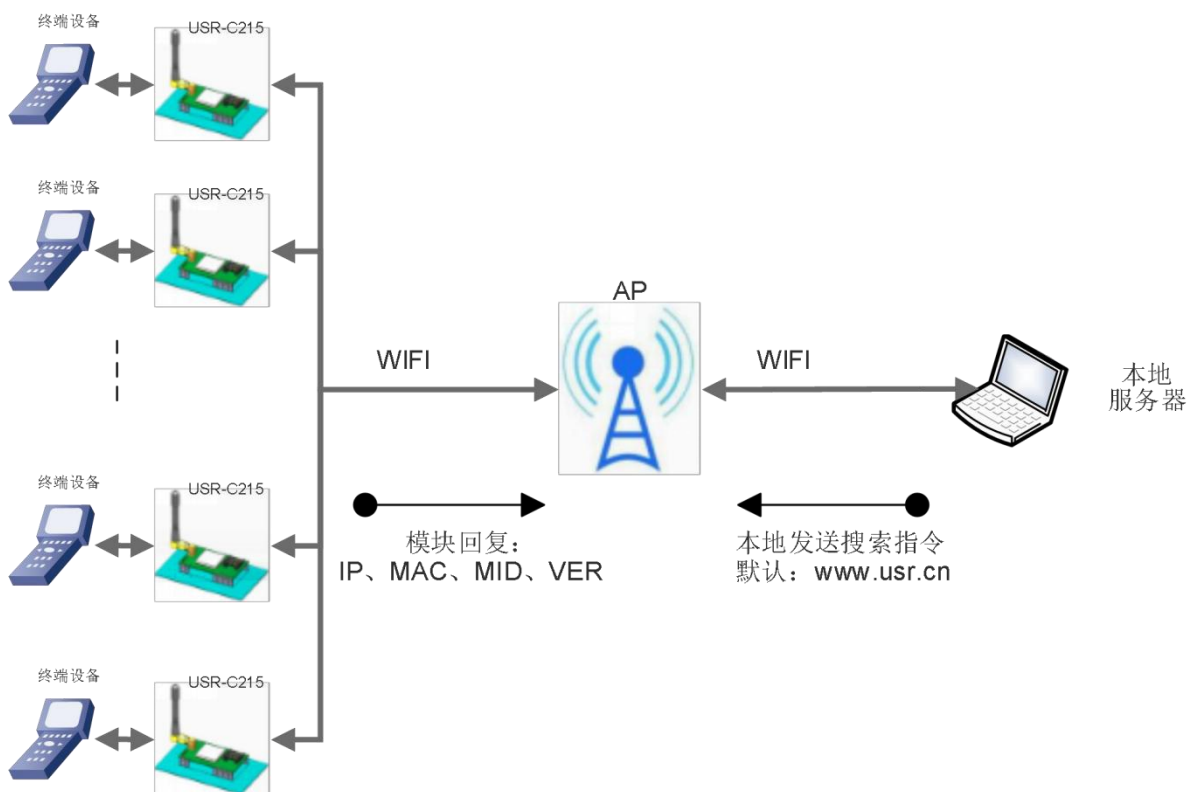 终端设备
USR-C215
终端设备
USR-C215
AP
WIFI
WIFI
本地
服务器
终端设备
USR-C215
模块回复：
IP、MAC、MID、VER
本地发送搜索指令
默认：www.usr.cn
终端设备
USR-C215